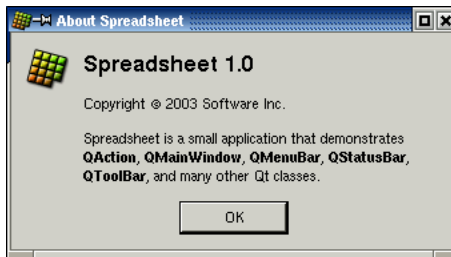 About Spreadsheet
Spreadsheet 1.0
Copyright © 2003 Software Inc.
Spreadsheet is a small application that demonstrates
QAction, QMainWindow, QMenuBar, QStatusBar,
QToolBar, and many other Qt classes.
OK